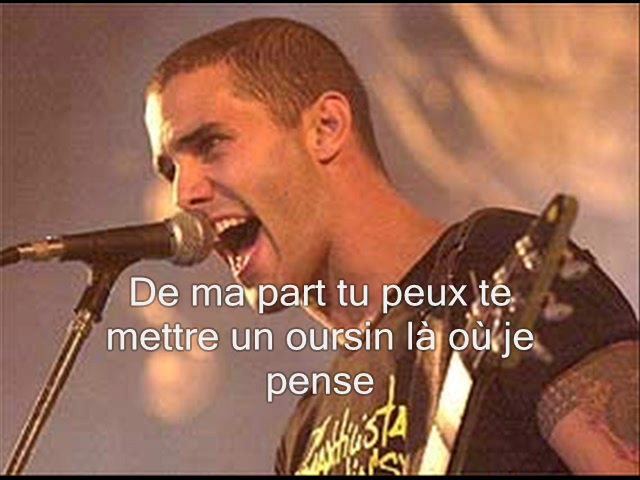 De ma part tu peux te
mettre un oursin là où je
pense